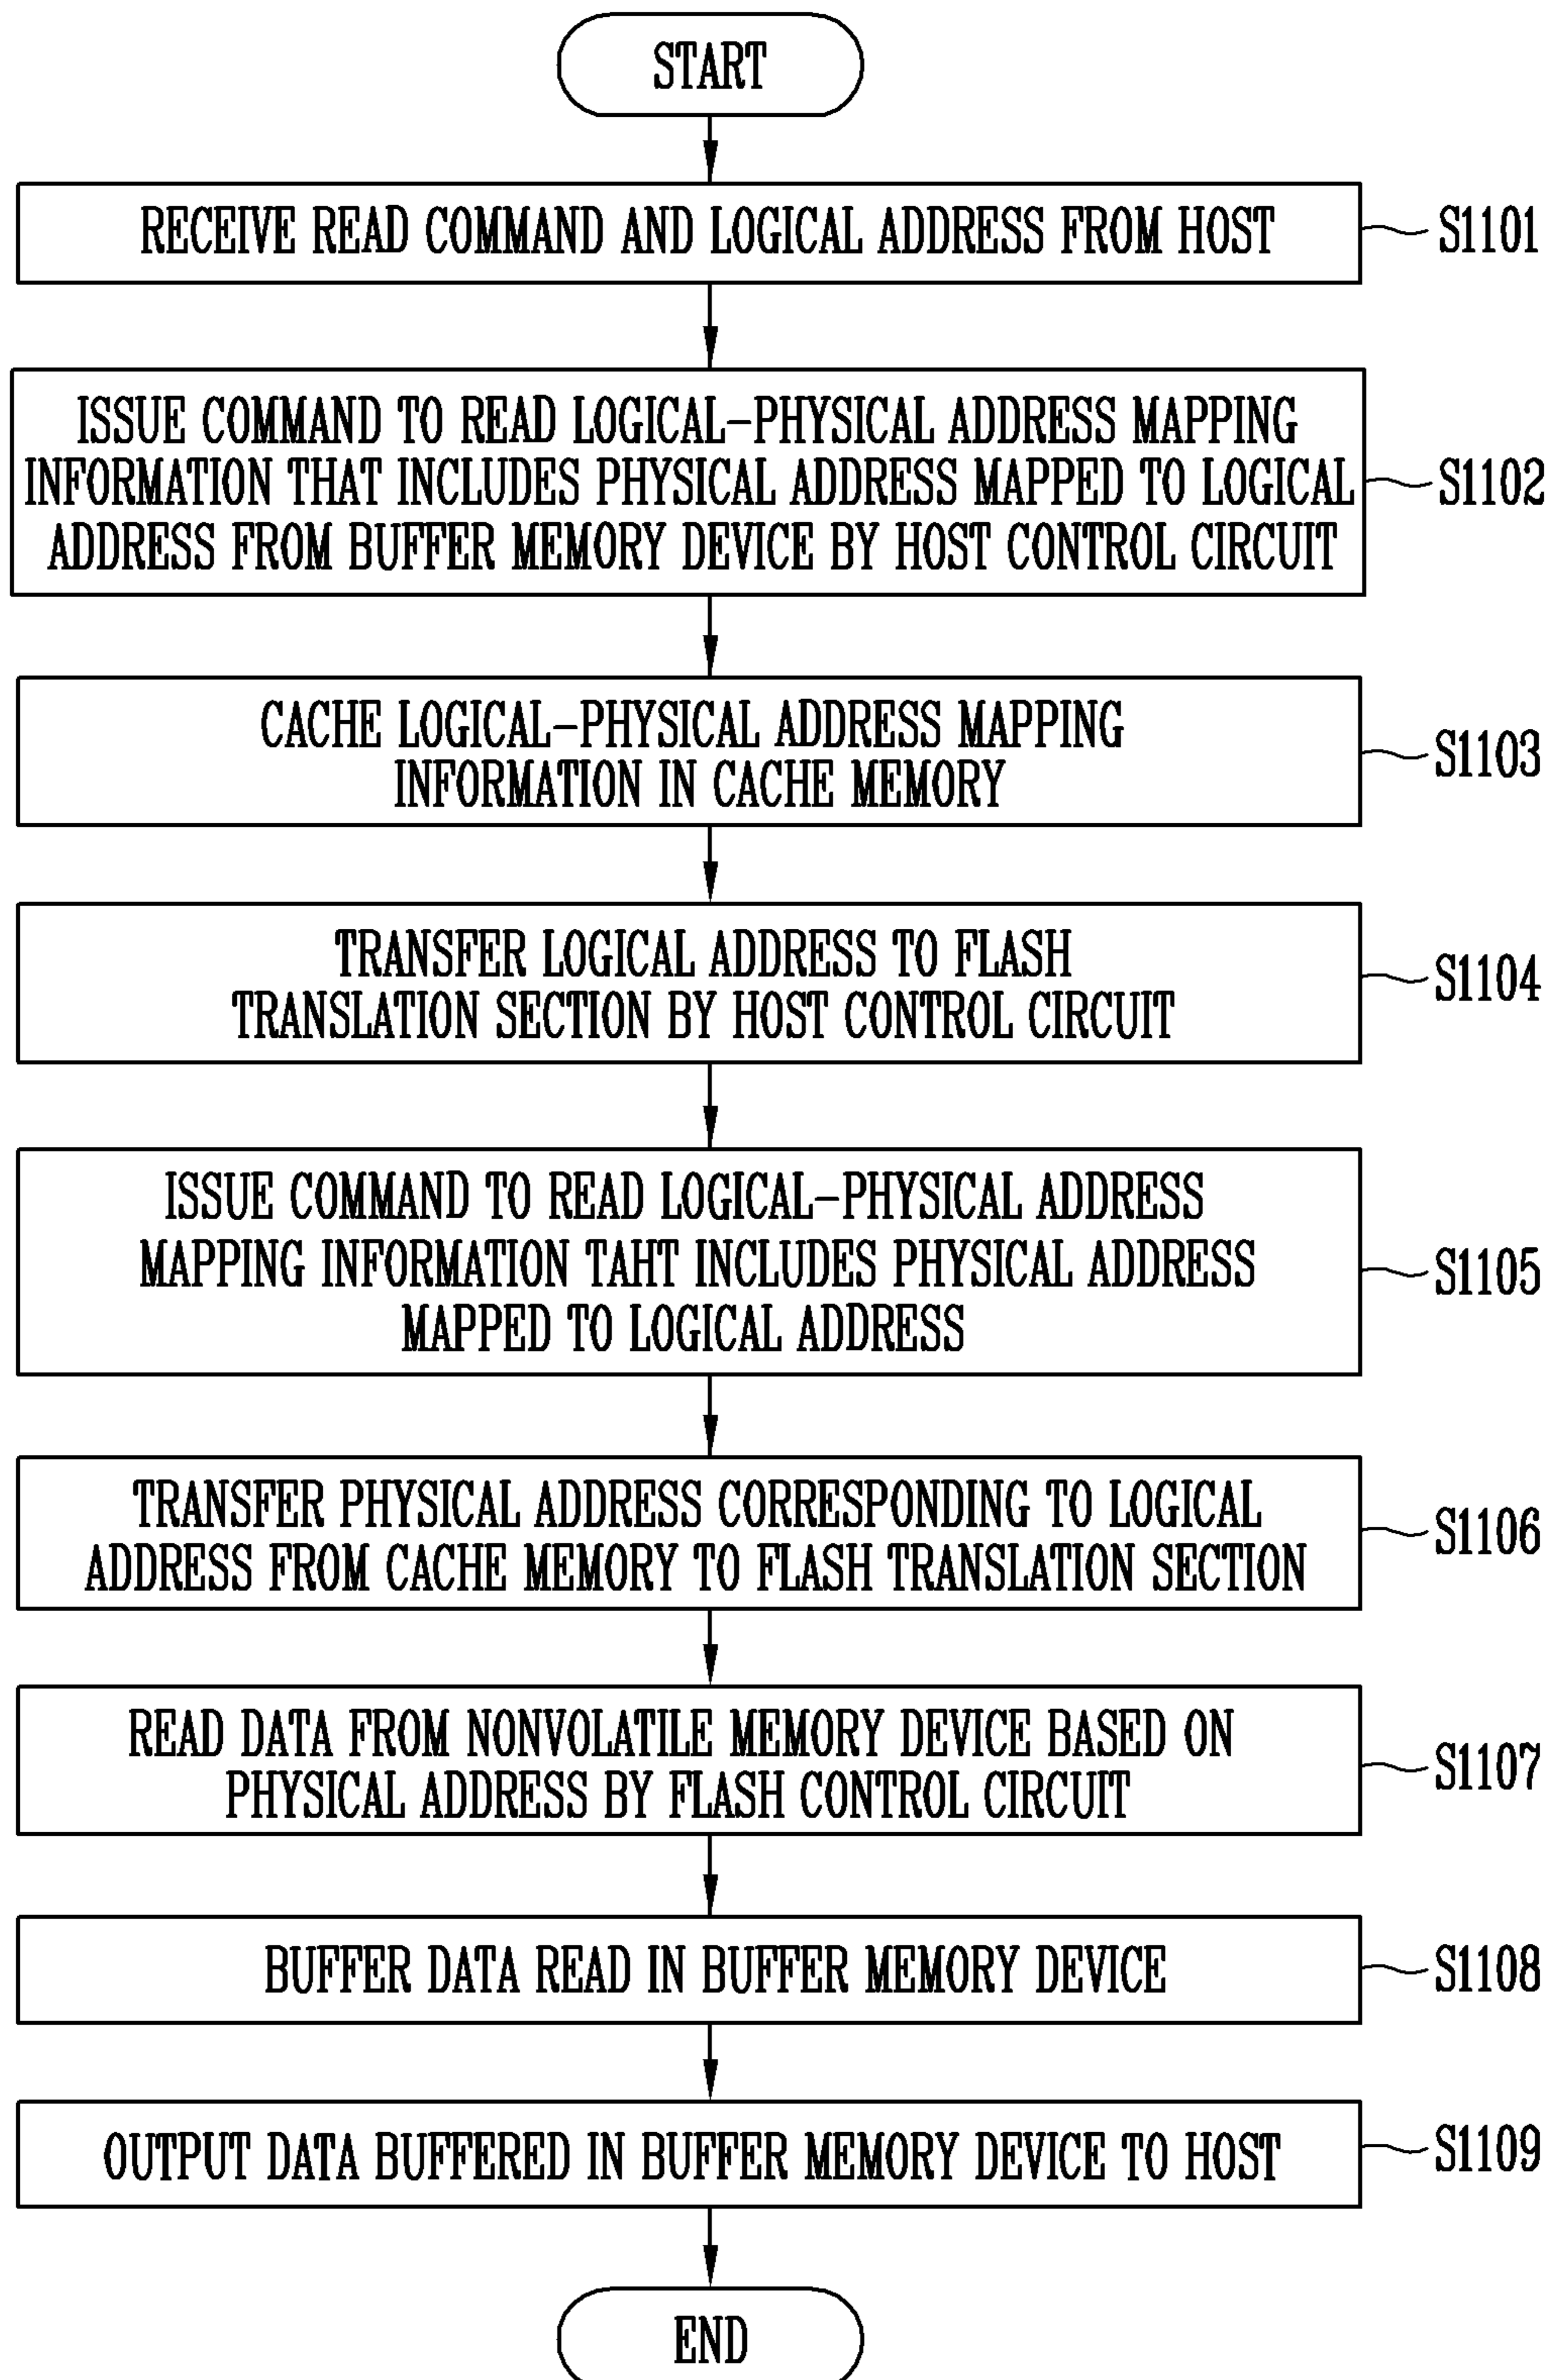 START
RECEIVE READ COMMAND AND LOGICAL ADDRESS FROM HOST
S1101
ISSUE COMMAND TO READ LOGICAL-PHYSICAL ADDRESS MAPPING
INFORMATION THAT INCLUDES PHYSICAL ADDRESS MAPPED TO LOGICAL
ADDRESS FROM BUFFER MEMORY DEVICE BY HOST CONTROL CIRCUIT
S1102
CACHE LOGICAL-PHYSICAL ADDRESS MAPPING
INFORMATION IN CACHE MEMORY
S1103
TRANSFER LOGICAL ADDRESS TO FLASH
TRANSLATION SECTION BY HOST CONTROL CIRCUIT
S1104
ISSUE COMMAND TO READ LOGICAL-PHYSICAL ADDRESS
MAPPING INFORMATION TAHT INCLUDES PHYSICAL ADDRESS
MAPPED TO LOGICAL ADDRESS
S1105
TRANSFER PHYSICAL ADDRESS CORRESPONDING TO LOGICAL
ADDRESS FROM CACHE MEMORY TO FLASH TRANSLATION SECTION
S1106
READ DATA FROM NONVOLATILE MEMORY DEVICE BASED ON
PHYSICAL ADDRESS BY FLASH CONTROL CIRCUIT
S1107
BUFFER DATA READ IN BUFFER MEMORY DEVICE
S1108
OUTPUT DATA BUFFERED IN BUFFER MEMORY DEVICE TO HOST
S1109
END